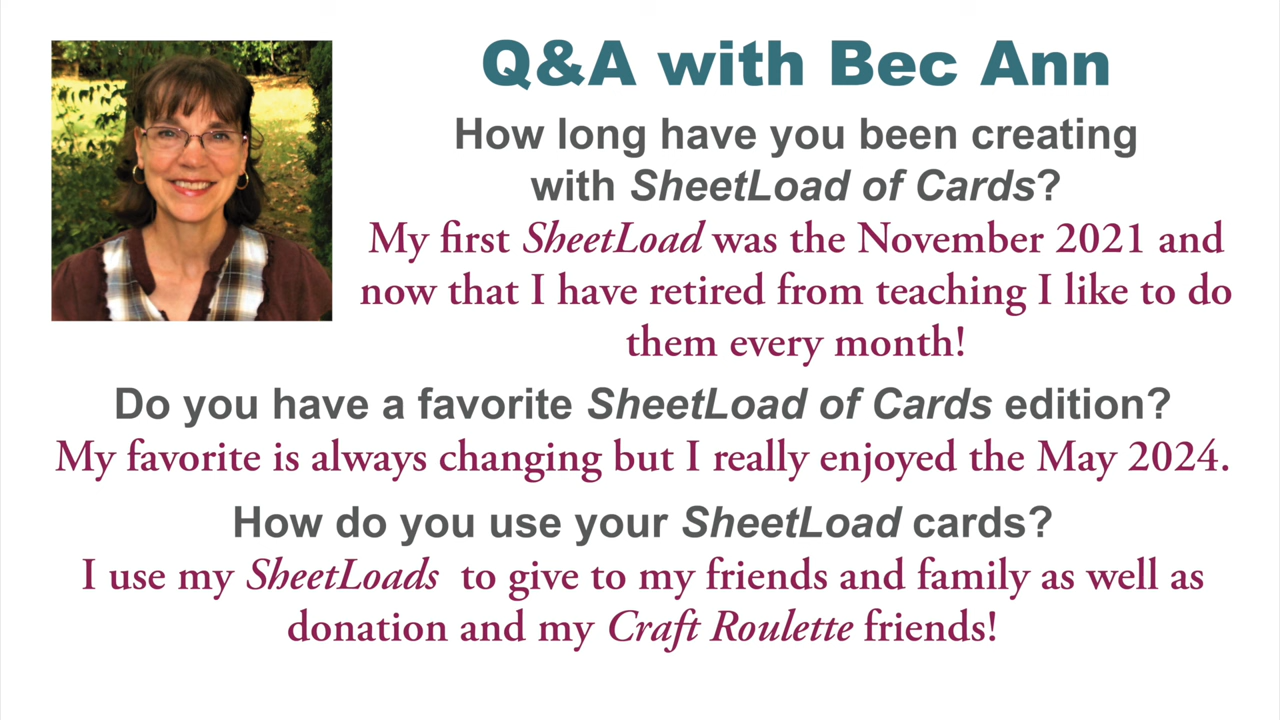 Q&A with Bec Ann
How long have you been creating
with SheetLoad of Cards?
My first SheetLoad was the November 2021 and
now that I have retired from teaching I like to do
them every month!
Do you have a favorite SheetLoad of Cards edition?
My favorite is always changing but I really enjoyed the May 2024.
How do you use your SheetLoad cards?
I use my SheetLoads to give to my friends and family as well as
donation and my Craft Roulette friends!